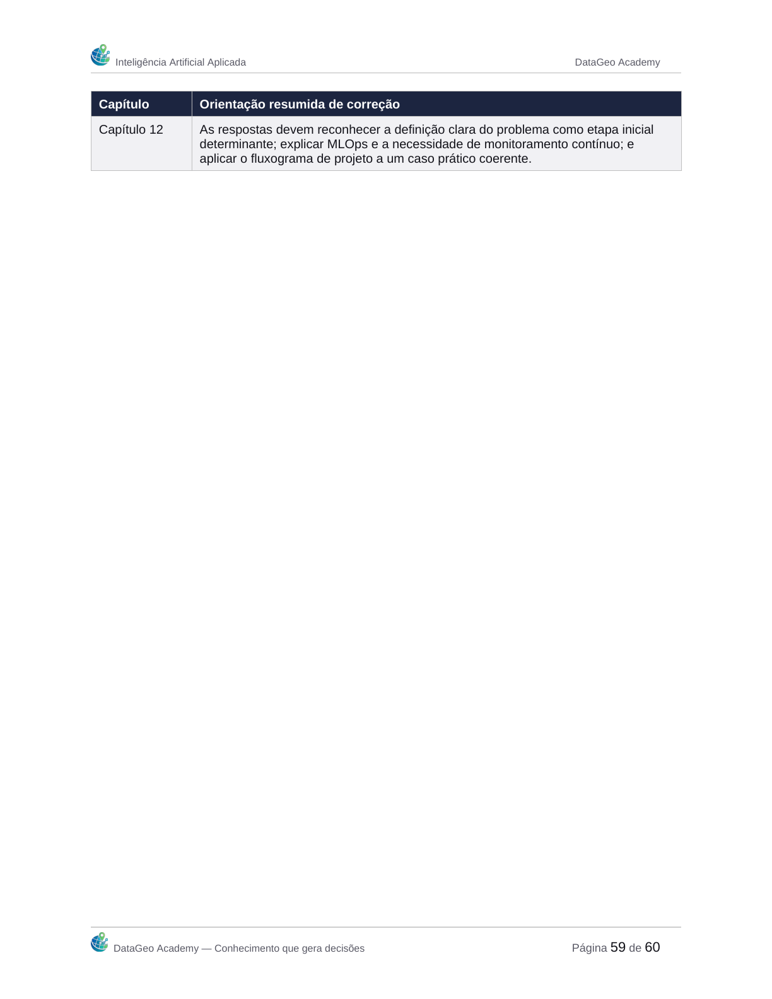 Inteligência Artificial Aplicada
DataGeo Academy
Capítulo
Orientação resumida de correção
Capítulo 12
As respostas devem reconhecer a definição clara do problema como etapa inicial
determinante; explicar MLOps e a necessidade de monitoramento contínuo; e
aplicar o fluxograma de projeto a um caso prático coerente.
DataGeo Academy — Conhecimento que gera decisões
Página 59 de 60